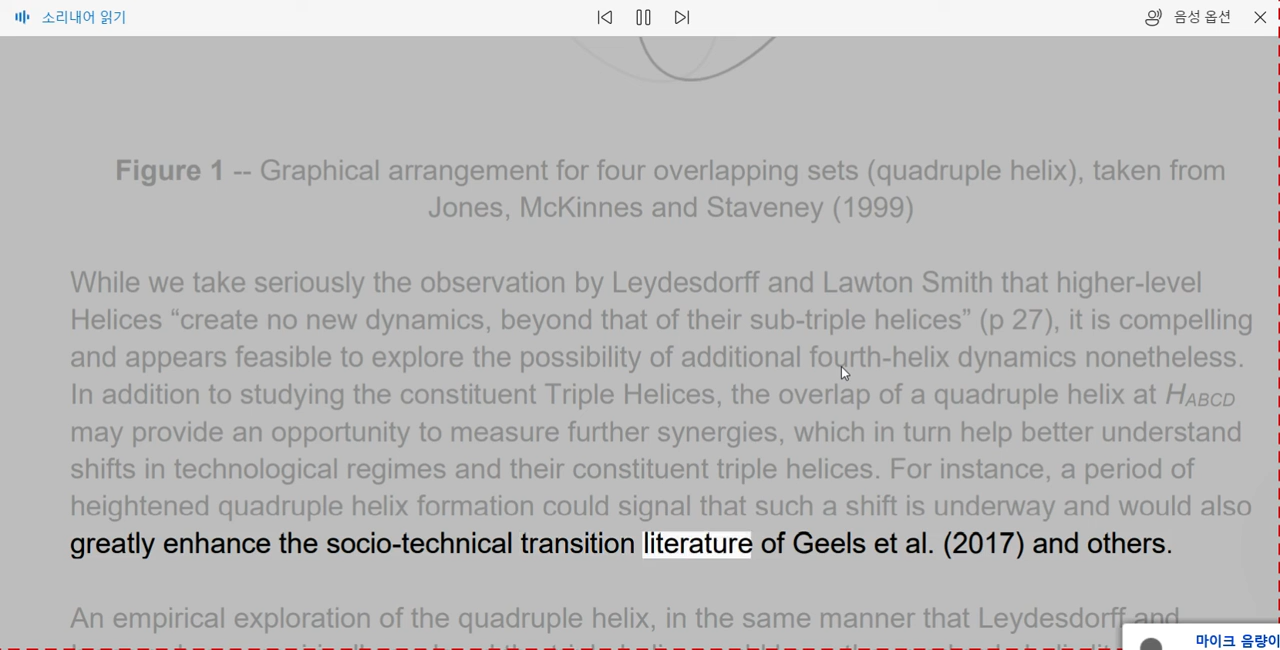 소리내어 읽기
음성 옵션
Figure 1 -- Graphical arrangement for four overlapping sets (quadruple helix), taken from
Jones, McKinnes and Staveney (1999)
While we take seriously the observation by Leydesdorff and Lawton Smith that higher-level
Helices “create no new dynamics, beyond that of their sub-triple helices” (p 27), it is compelling
and appears feasible to explore the possibility of additional fourth-helix dynamics nonetheless.
In addition to studying the constituent Triple Helices, the overlap of a quadruple helix at HABCD
may provide an opportunity to measure further synergies, which in turn help better understand
shifts in technological regimes and their constituent triple helices. For instance, a period of
heightened quadruple helix formation could signal that such a shift is underway and would also
greatly enhance the socio-technical transition literature of Geels et al. (2017) and others.
An empirical exploration of the quadruple helix, in the same manner that Leydesdorff and
마이크 음량이